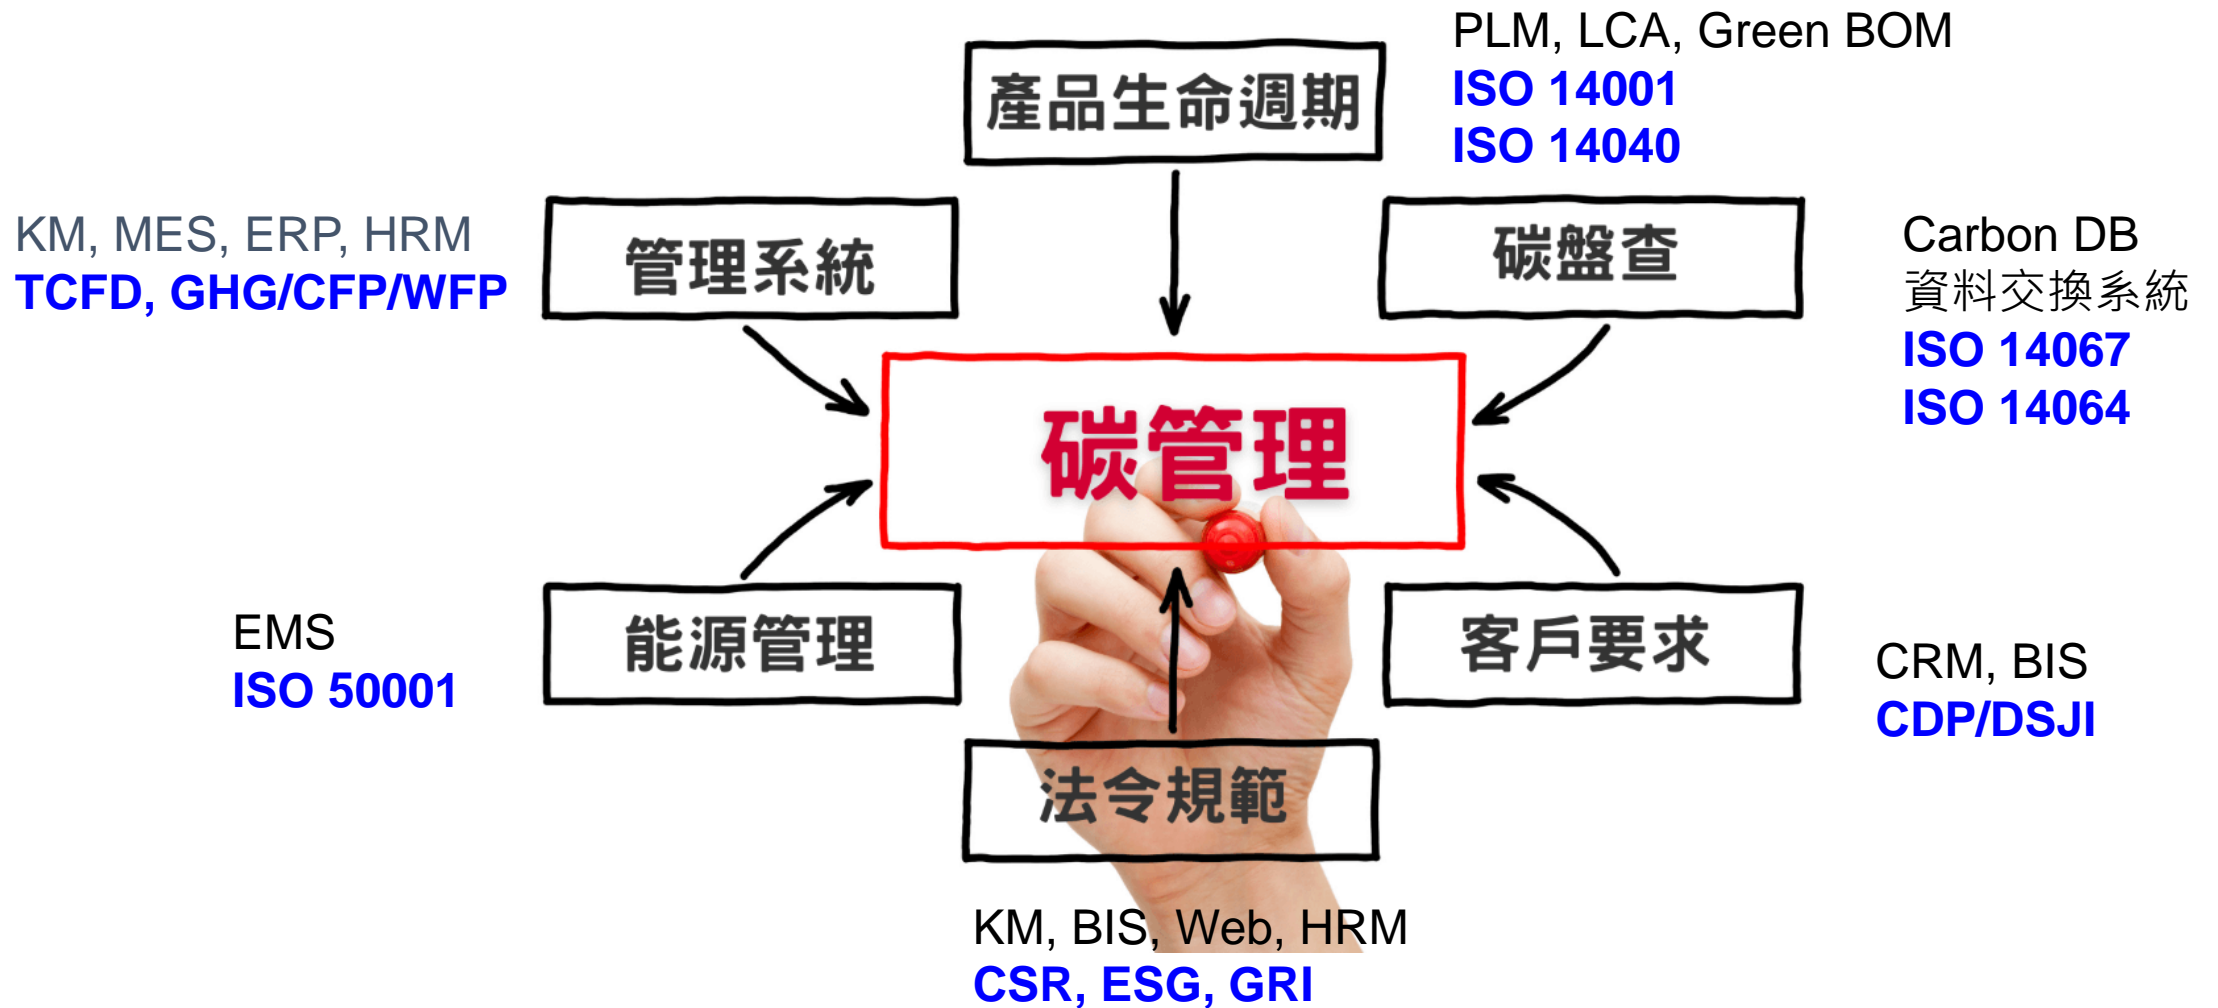 產品生命週期
PLM, LCA, Green BOM
ISO 14001
ISO 14040
KM, MES, ERP, HRM
TCFD, GHG/CFP/WFP
管理系統
碳盤查
Carbon DB
資料交換系統
ISO 14067
ISO 14064
碳管理
EMS
ISO 50001
能源管理
客戶要求
CRM, BIS
CDP/DSJI
法令規範
KM, BIS, Web, HRM
CSR, ESG, GRI